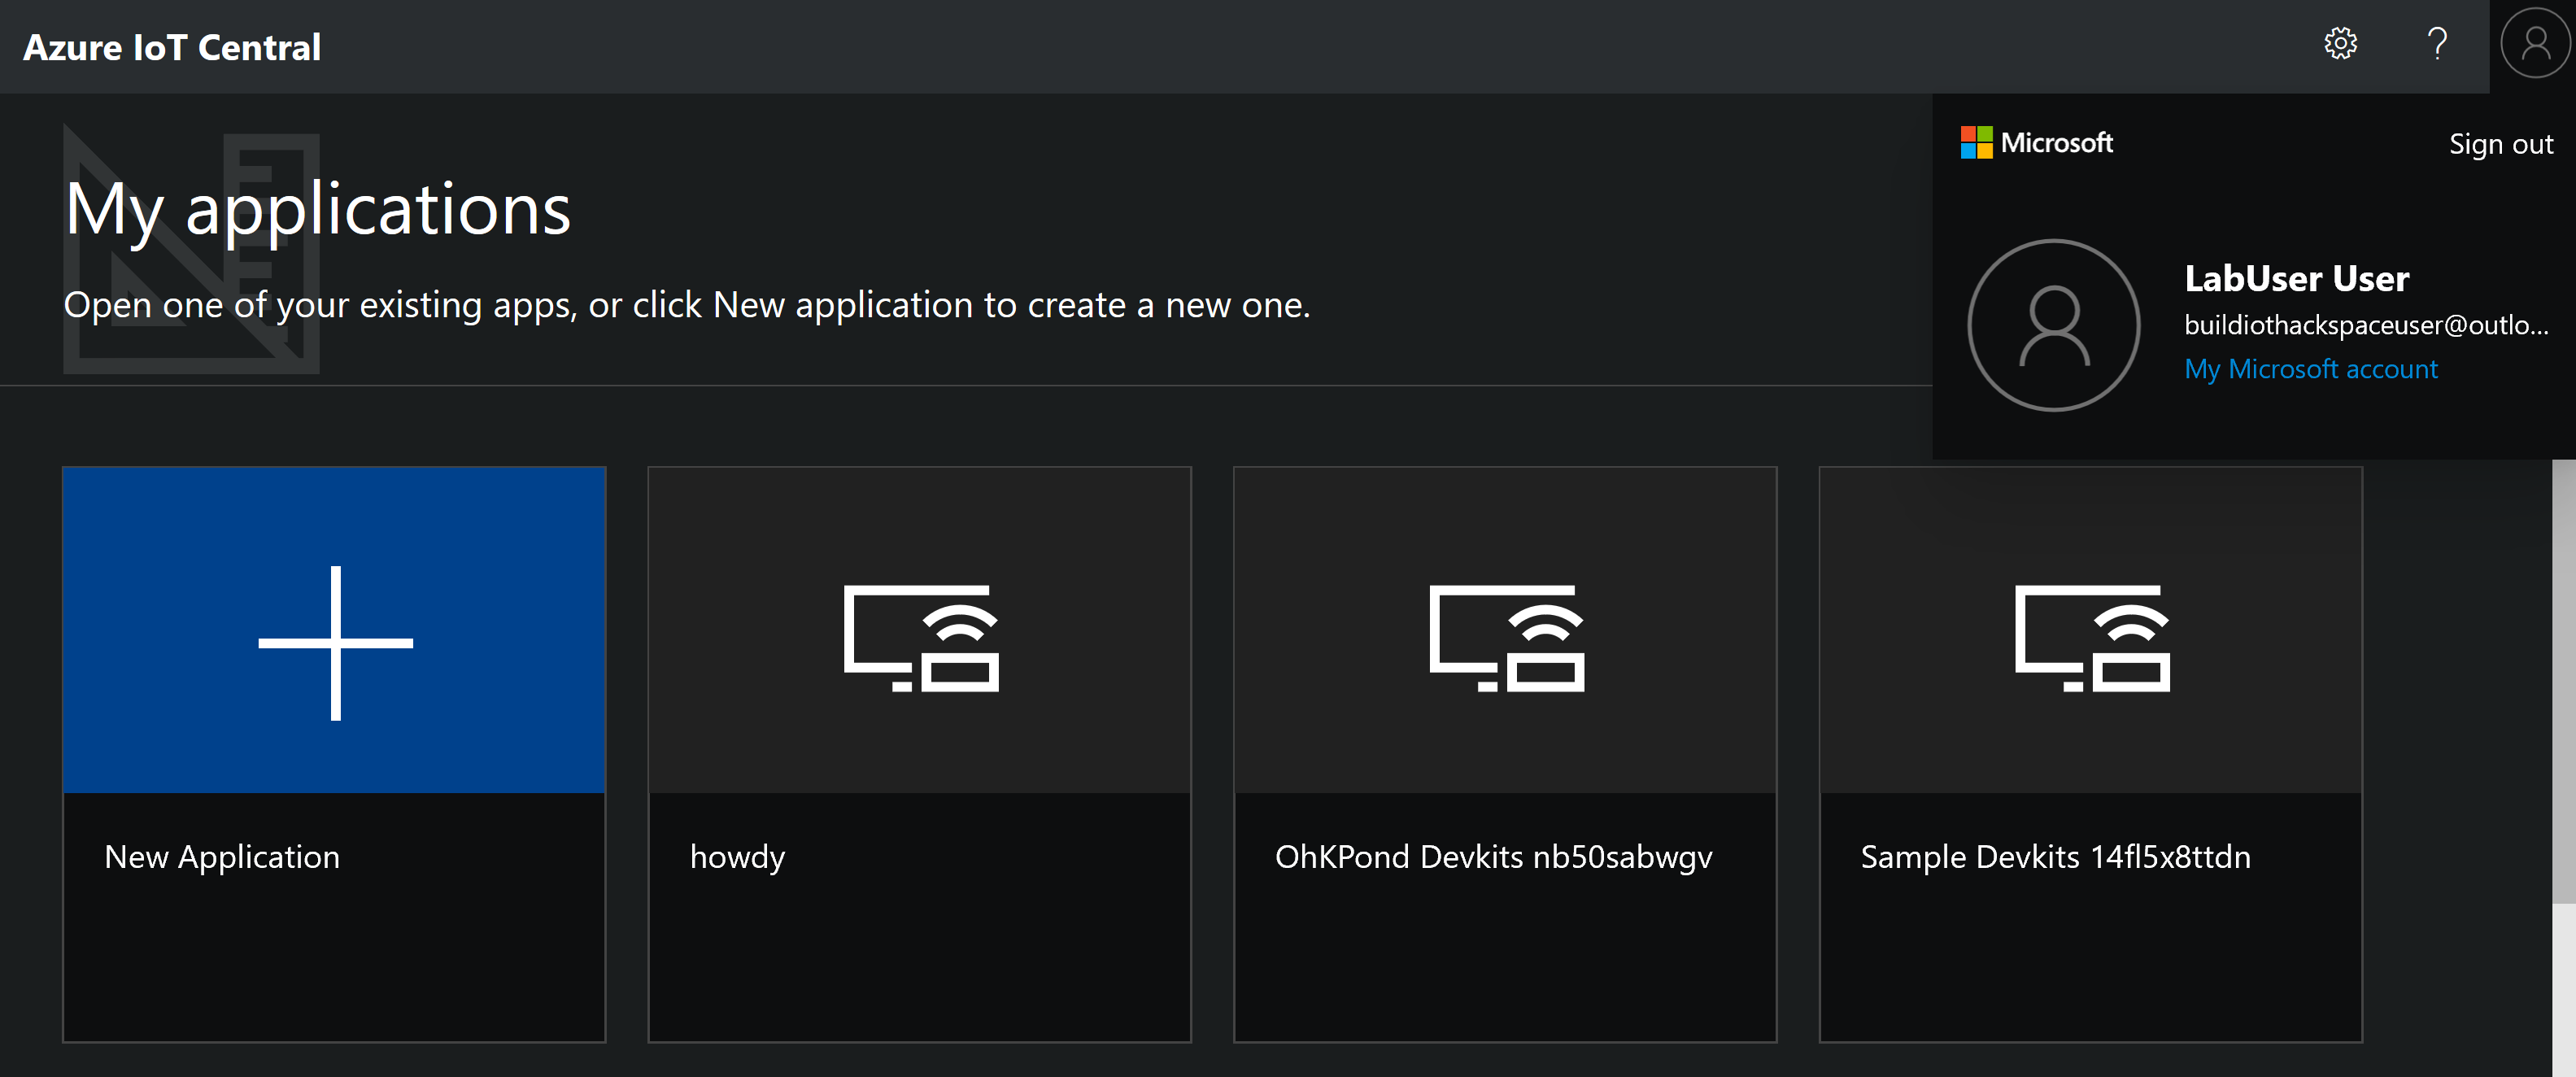 Azure IoT Central
?
Microsoft
Sign out
My applications
LabUser User
buildiothackspaceuser@outlo...
Open one of your existing apps, or click New application to create a new one.
My Microsoft account
New Application
howdy
OhKPond Devkits nb50sabwgv
Sample Devkits 14fl5x8ttdn